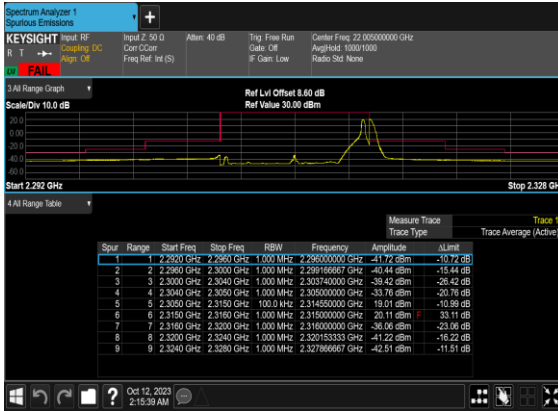 Spectrum Analyzer 1
Spurious Emissions
+
KEYSIGHT Input: RF Input Z: 50 Ω Atten: 40 dB Trig: Free Run Center Freq: 22.005000000 GHz
R T Coupling: DC Corr CCorr Gate: Off Avg|Hold: 1000/1000
Align: Off Freq Ref: Int (S) IF Gain: Low Radio Std: None
FAIL
3 All Range Graph
Ref Lvl Offset 8.60 dB
Scale/Div 10.0 dB Ref Value 30.00 dBm
20.0
0.00
-20.0
-40.0
-60.0
Start 2.292 GHz Stop 2.328 GH
4 All Range Table
Measure Trace Trace 1
Trace Type Trace Average (Active)
Spur Range Start Freq Stop Freq RBW Frequency Amplitude ΔLimit
1 1 2.2920 GHz 2.2960 GHz 1.000 MHz 2.296000000 GHz -41.72 dBm -10.72 dB
2 2 2.2960 GHz 2.3000 GHz 1.000 MHz 2.299166667 GHz -40.44 dBm -15.44 dB
3 3 2.3000 GHz 2.3040 GHz 1.000 MHz 2.303740000 GHz -39.42 dBm -26.42 dB
4 4 2.3040 GHz 2.3050 GHz 1.000 MHz 2.305000000 GHz -33.76 dBm -20.76 dB
5 5 2.3050 GHz 2.3150 GHz 100.0 kHz 2.314550000 GHz 19.01 dBm -10.99 dB
6 6 2.3150 GHz 2.3160 GHz 1.000 MHz 2.315000000 GHz 20.11 dBm F 33.11 dB
7 7 2.3160 GHz 2.3200 GHz 1.000 MHz 2.316000000 GHz -36.06 dBm -23.06 dB
8 8 2.3200 GHz 2.3240 GHz 1.000 MHz 2.320153333 GHz -41.22 dBm -16.22 dB
9 9 2.3240 GHz 2.3280 GHz 1.000 MHz 2.327866667 GHz -42.51 dBm -11.51 dB
? Oct 12, 2023
2:15:39 AM